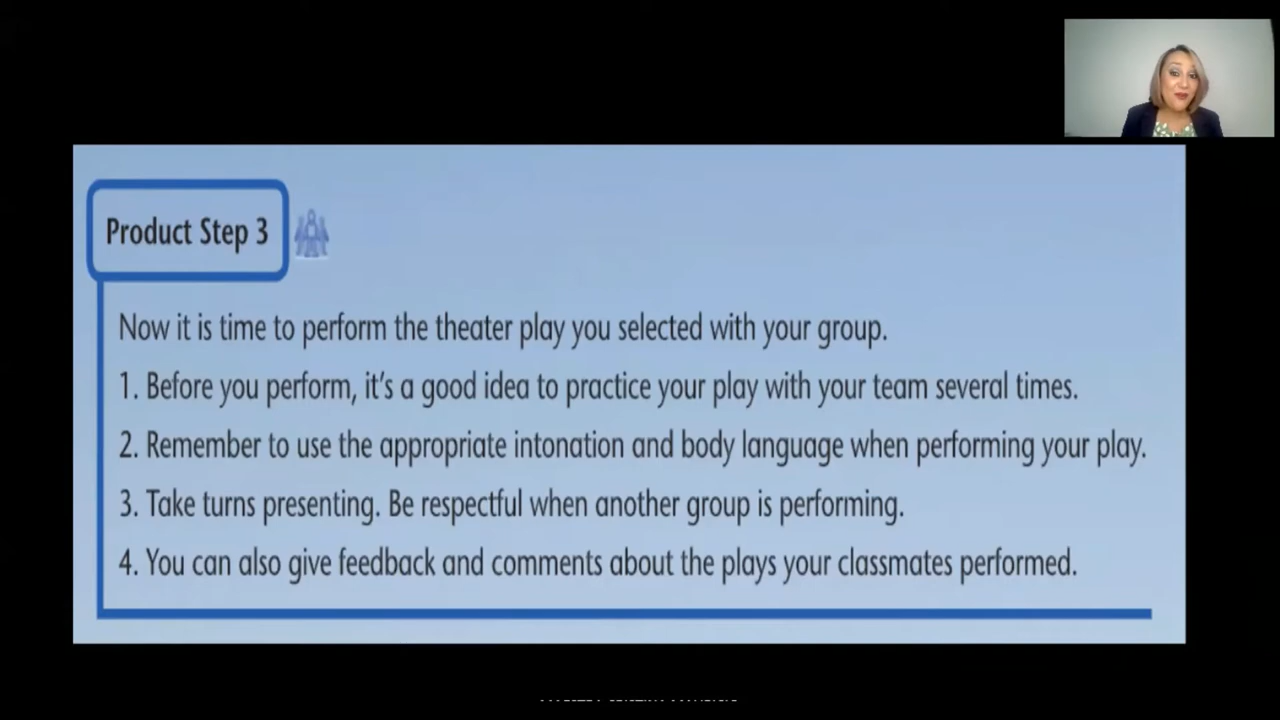 Product Step 3
Now it is time to perform the theater play you selected with your group.
1. Before you perform, it's a good idea to practice your play with your team several times.
2. Remember to use the appropriate intonation and body language when performing your play.
3. Take turns presenting. Be respectful when another group is performing.
4. You can also give feedback and comments about the plays your classmates performed.